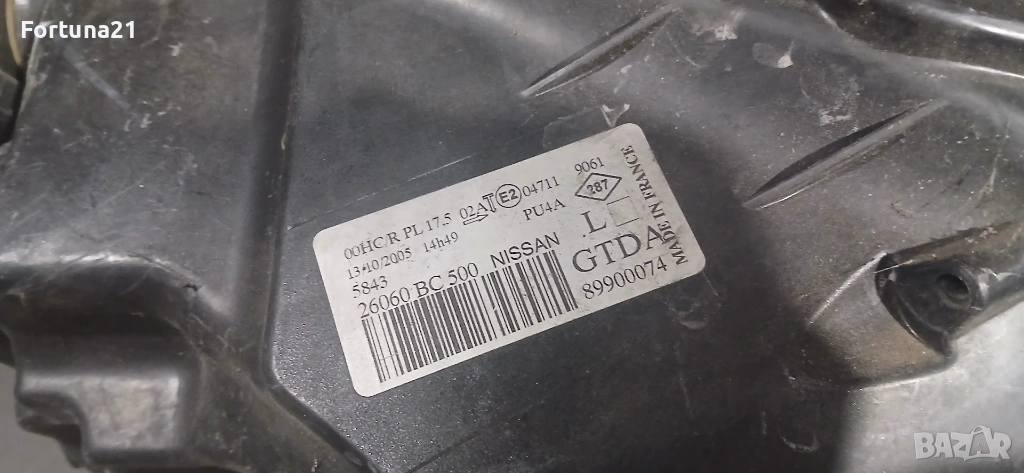 Fortuna21
00HC/R PL 17.5 02A E2 04711 9061
13·10/2005 14h49 PU4A 287
5843 L
26060 BC 500 NISSAN GTDA
89900074
MADE IN FRANCE
BAZAR